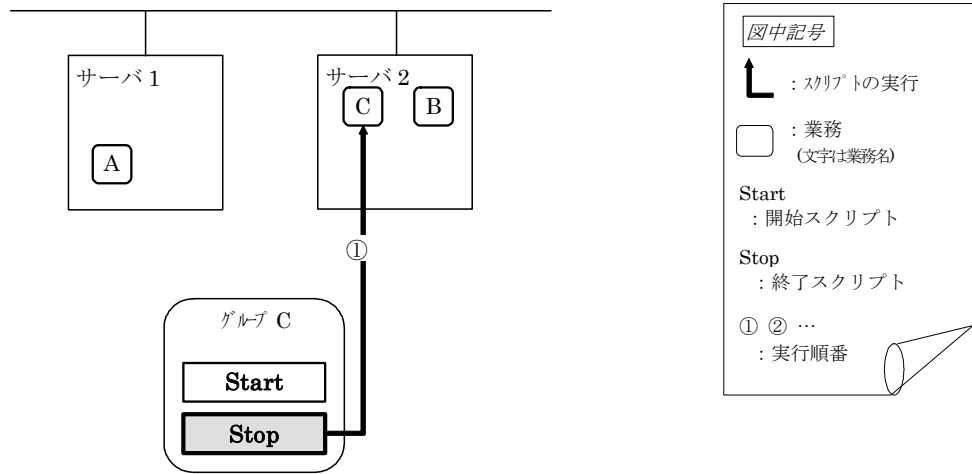 サーバ 1
サーバ 2
C
B
A
①
グループ C
Start
Stop
図中記号
：スクリプトの実行
：業務
(文字は業務名)
Start
：開始スクリプト
Stop
：終了スクリプト
① ② …
：実行順番